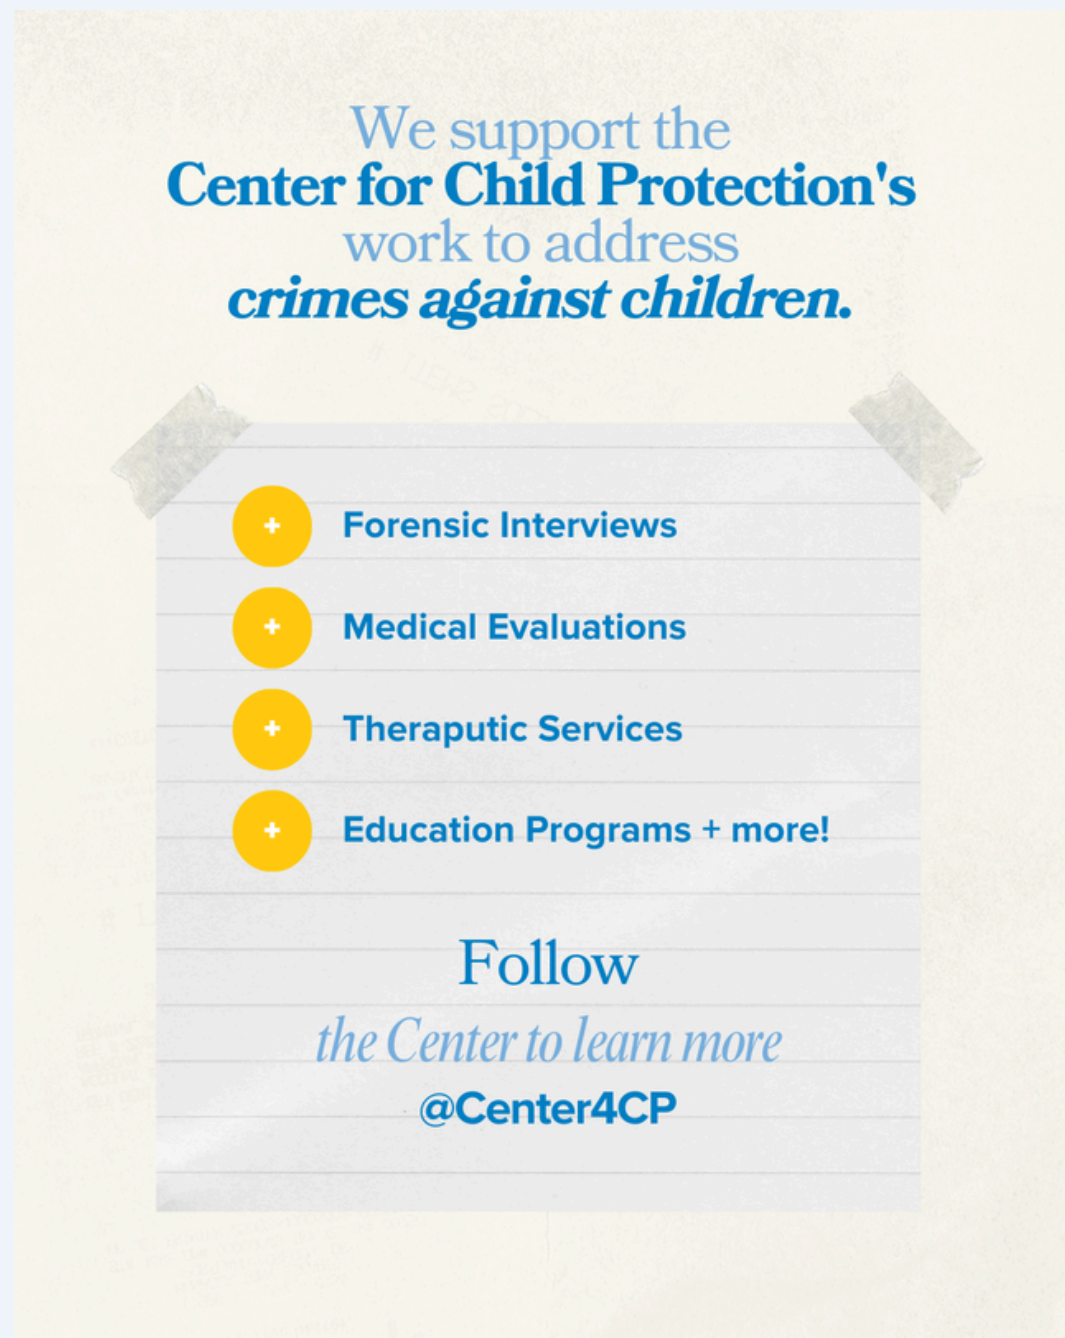 We support the
Center for Child Protection's
work to address
crimes against children.
+ Forensic Interviews
+ Medical Evaluations
+ Theraputic Services
+ Education Programs + more!
Follow
the Center to learn more
@Center4CP